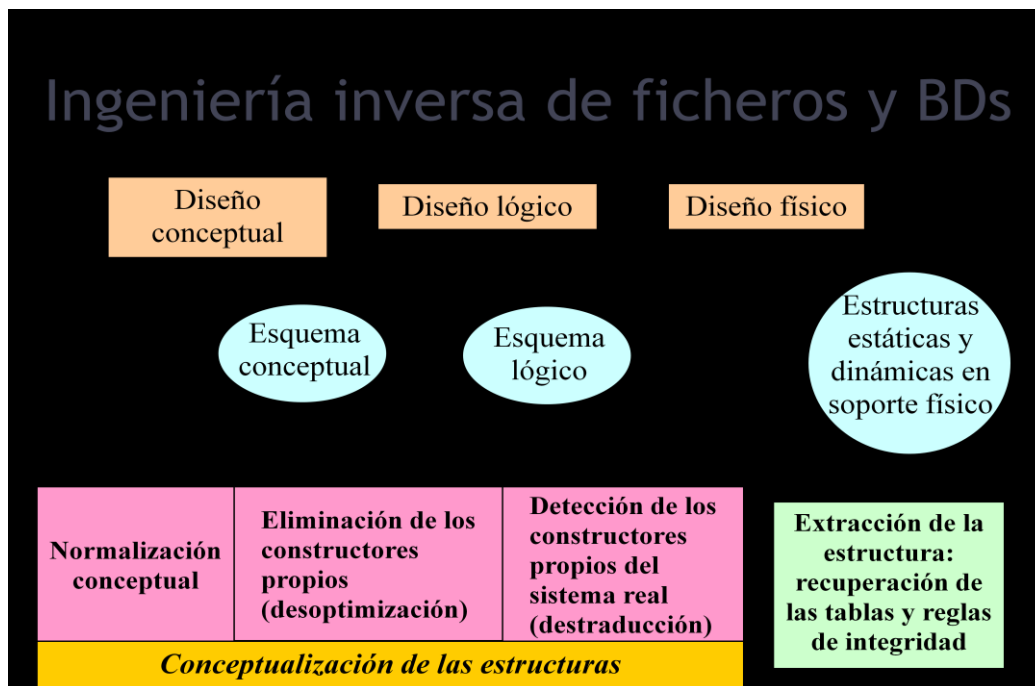 Ingeniería inversa de ficheros y BDs
Diseño
conceptual
Diseño lógico
Diseño físico
Esquema
conceptual
Esquema
lógico
Estructuras
estáticas y
dinámicas en
soporte físico
Normalización
conceptual
Eliminación de los
constructores
propios
(desoptimización)
Detección de los
constructores
propios del
sistema real
(destraducción)
Extracción de la
estructura:
recuperación de
las tablas y reglas
de integridad
Conceptualización de las estructuras